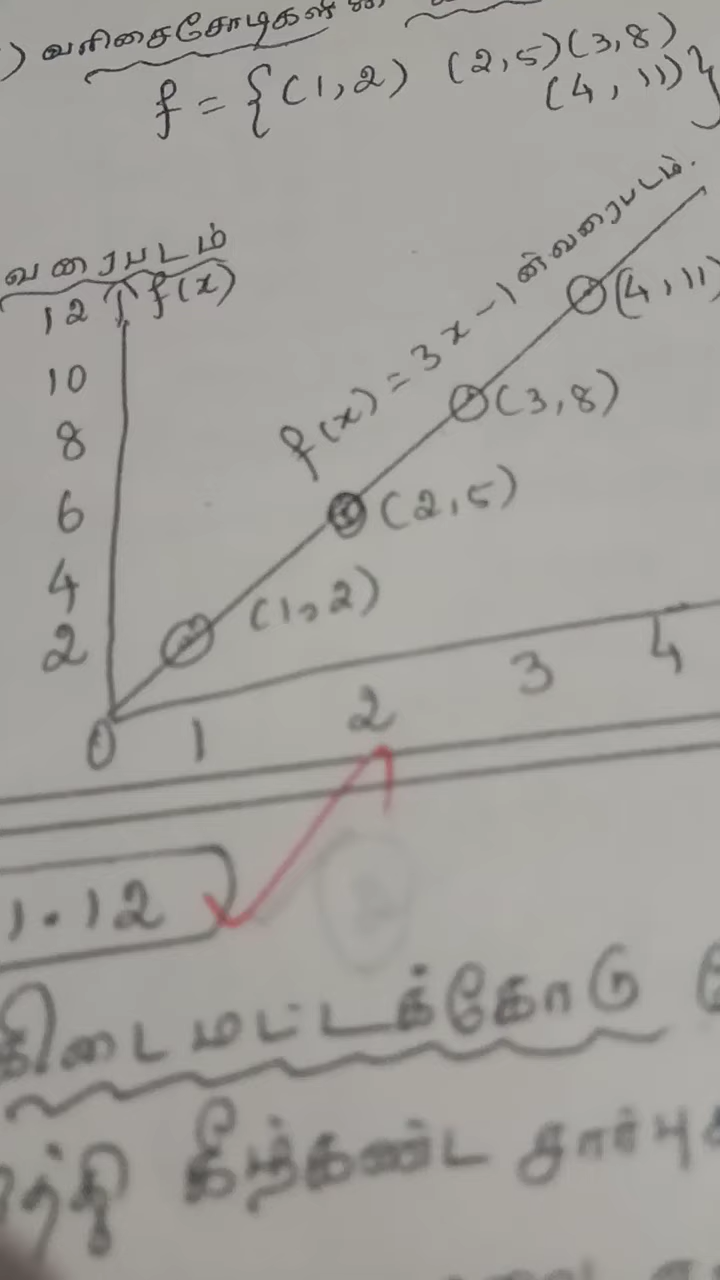 ) வரிசைசோடிகள்
f = {(1,2) (2,5)(3,8)
(4,11)}
வரைபடம்
f(x)
12
10
8
6
4
2
0
1
2
3
4
f(x) = 3x-1ன்வரைபடம்.
(4,11)
(3,8)
(2,5)
(1,2)
1.12
கிடைமட்டக்கோடு
கீழ்கண்ட